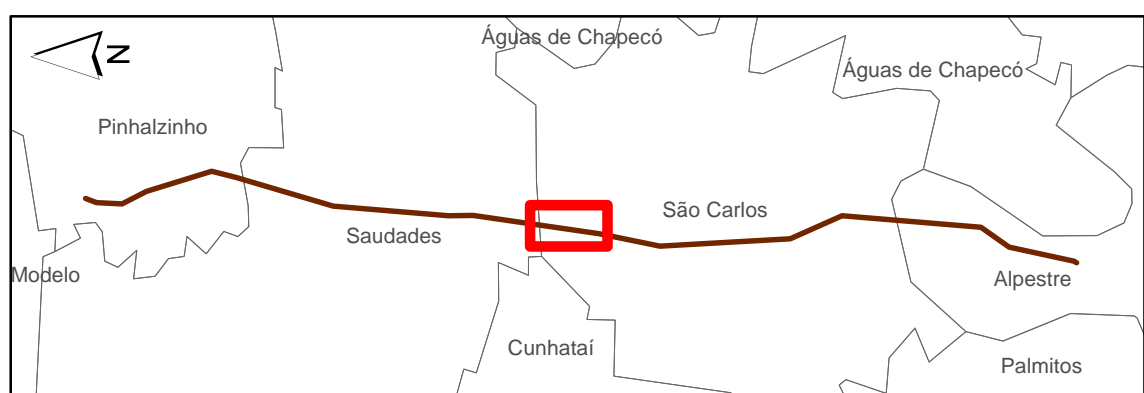 Águas de Chapecó
N
Águas de Chapecó
Pinhalzinho
São Carlos
Saudades
Modelo
Alpestre
Cunhataí
Palmitos